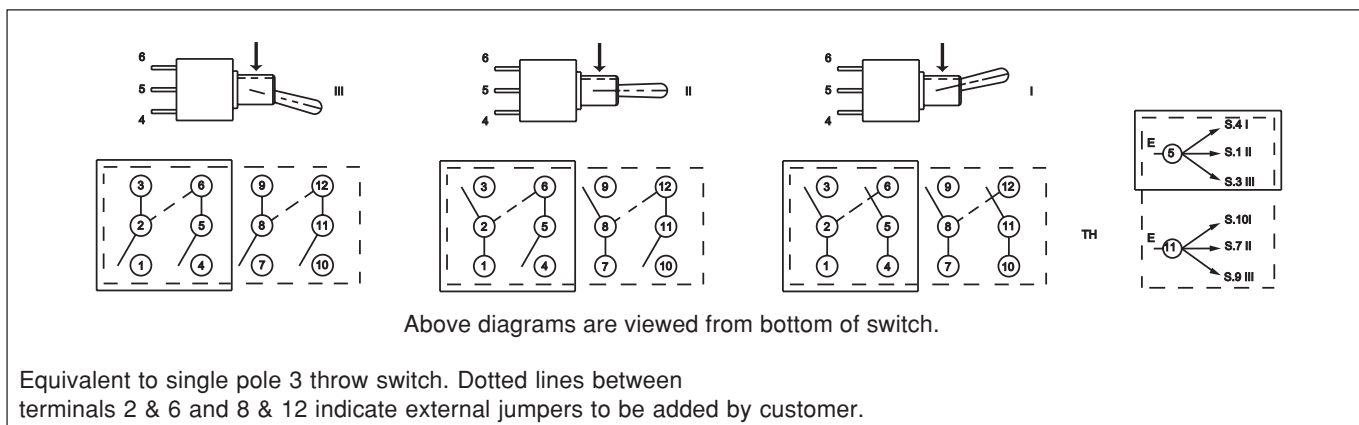 6
5
4
III
6
5
4
II
6
5
4
I
3 6 9 12
2 5 8 11
1 4 7 10
3 6 9 12
2 5 8 11
1 4 7 10
3 6 9 12
2 5 8 11
1 4 7 10
TH
S.4 I
E 5 S.1 II
S.3 III
S.10I
E 11 S.7 II
S.9 III
Above diagrams are viewed from bottom of switch.
Equivalent to single pole 3 throw switch. Dotted lines between
terminals 2 & 6 and 8 & 12 indicate external jumpers to be added by customer.